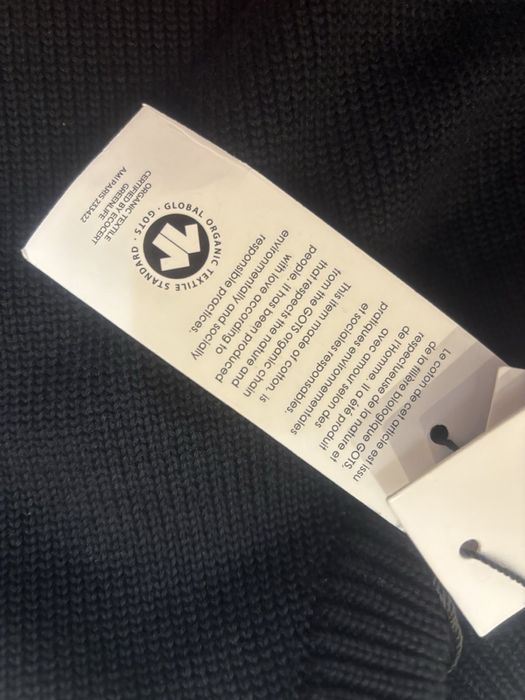 Le coton de cet article est issu
de la filière biologique GOTS,
respectueuse de la nature et
de l'Homme. Il a été produit
avec amour selon des
pratiques environnementales
et sociales responsables.
This item made of cotton, is
from the GOTS organic chain
that respects the nature and
people. It has been produced
with love according to
environmentally and socially
responsible practices.
GLOBAL ORGANIC TEXTILE STANDARD · GOTS ·
ORGANIC TEXTILE
CERTIFIED BY ECOCERT
GREENLIFE
AMI PARIS 233422